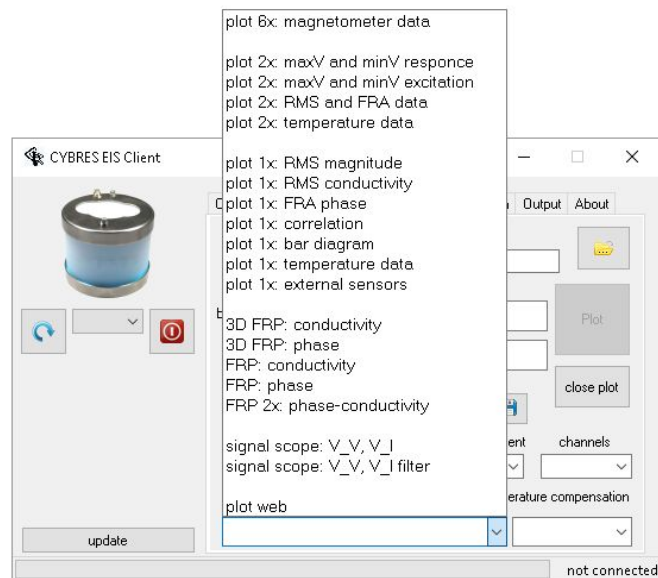 plot 6x: magnetometer data
plot 2x: maxV and minV responce
plot 2x: maxV and minV excitation
plot 2x: RMS and FRA data
plot 2x: temperature data
CYBRES EIS Client
plot 1x: RMS magnitude
plot 1x: RMS conductivity
plot 1x: FRA phase
plot 1x: correlation
plot 1x: bar diagram
plot 1x: temperature data
plot 1x: external sensors
Output About
3D FRP: conductivity
3D FRP: phase
FRP: conductivity
FRP: phase
FRP 2x: phase-conductivity
Plot
close plot
signal scope: V_V, V_I
signal scope: V_V, V_I filter
channels
plot web
compensation
update
not connected